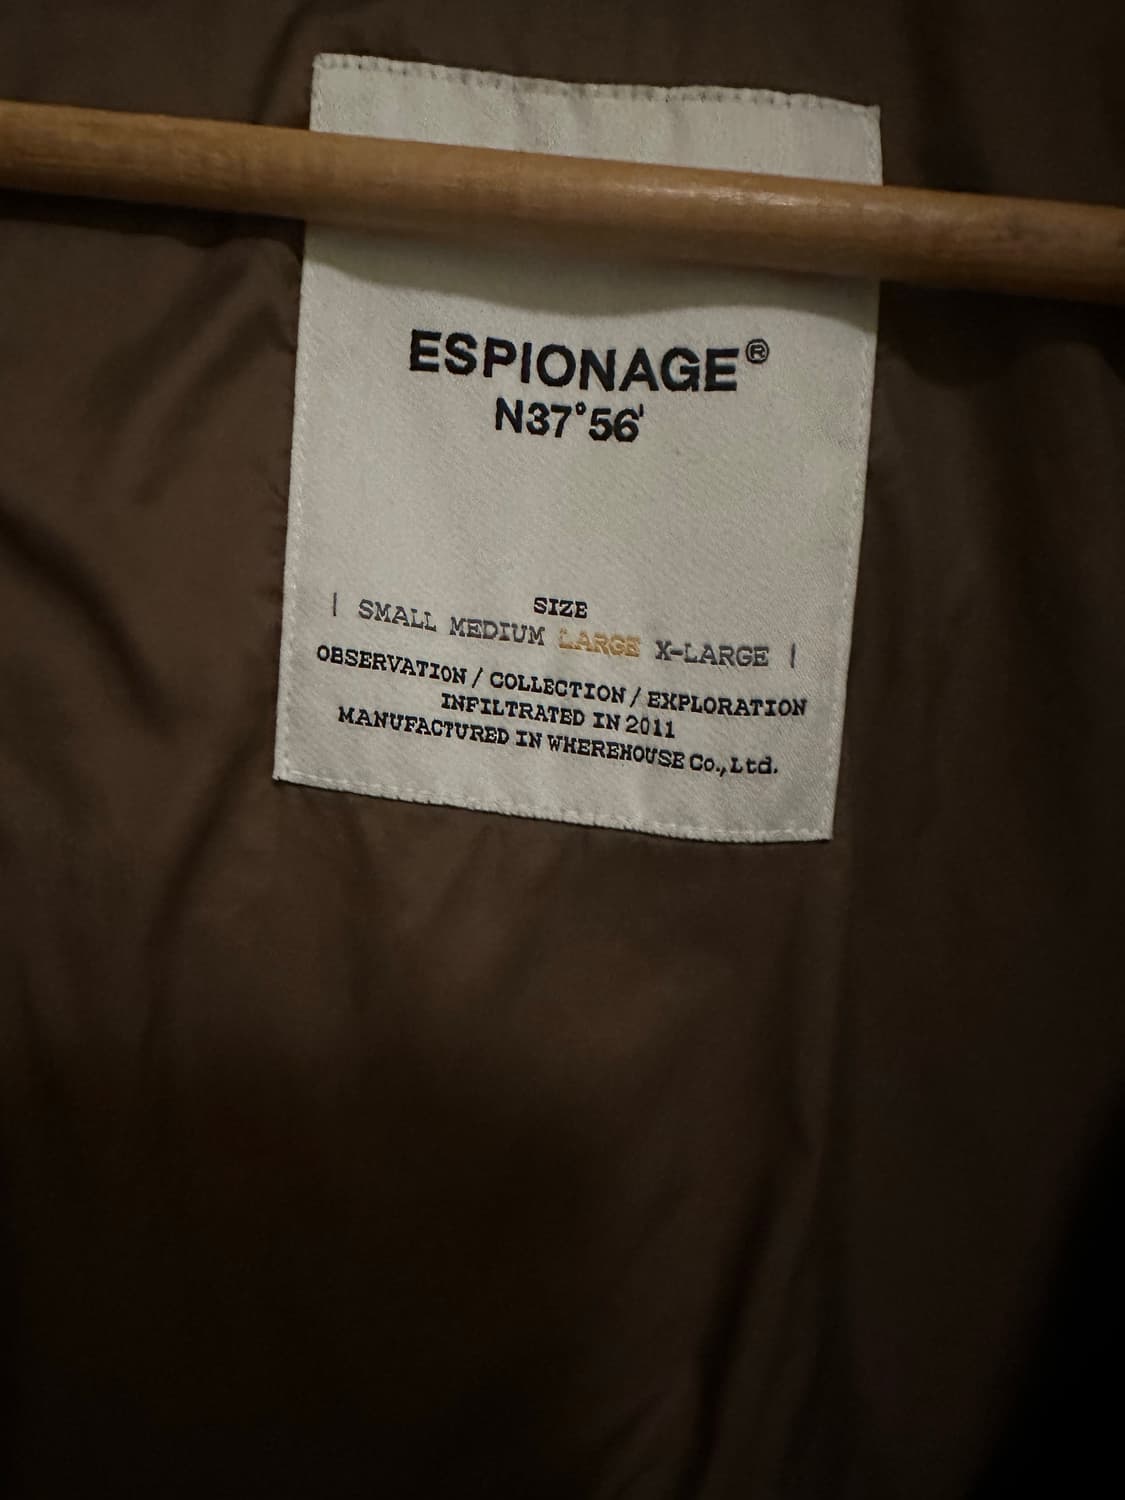 ESPIONAGE®
N37°56'
SIZE
| SMALL MEDIUM LARGE X-LARGE |
OBSERVATION / COLLECTION / EXPLORATION
INFILTRATED IN 2011
MANUFACTURED IN WHEREHOUSE Co.,Ltd.